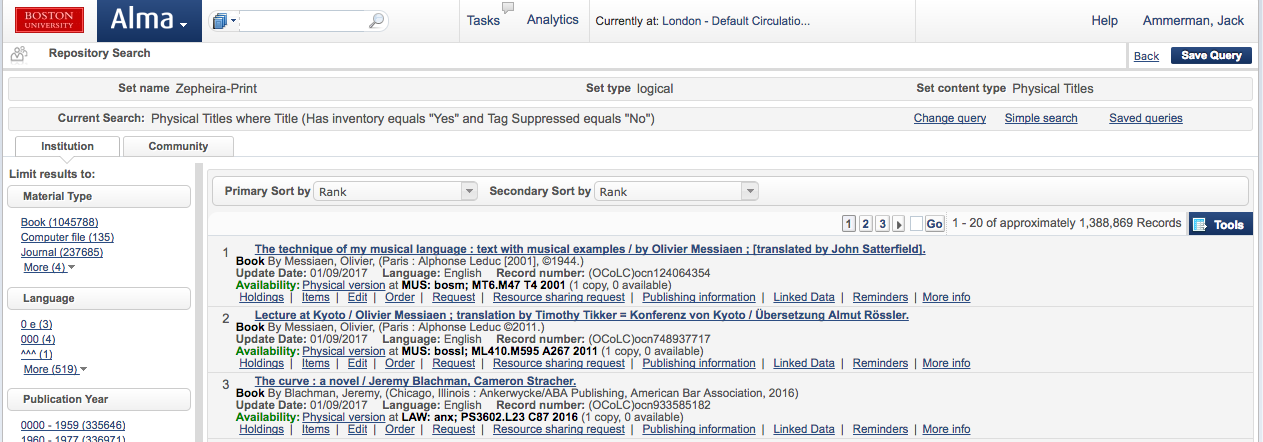 BOSTON
UNIVERSITY
Alma
Tasks
Analytics
Currently at: London - Default Circulatio...
Help
Ammerman, Jack
Repository Search
Back
Save Query
Set name Zepheira-Print
Set type logical
Set content type Physical Titles
Current Search: Physical Titles where Title (Has inventory equals "Yes" and Tag Suppressed equals "No")
Change query
Simple search
Saved queries
Institution
Community
Limit results to:
Material Type
Book (1045788)
Computer file (135)
Journal (237685)
More (4)
Language
0 e (3)
000 (4)
^^^ (1)
More (519)
Publication Year
0000 - 1959 (335646)
1960 - 1977 (336971)
Primary Sort by Rank
Secondary Sort by Rank
1 2 3 Go 1 - 20 of approximately 1,388,869 Records Tools
1 The technique of my musical language : text with musical examples / by Olivier Messiaen ; [translated by John Satterfield].
Book By Messiaen, Olivier, (Paris : Alphonse Leduc [2001], ©1944.)
Update Date: 01/09/2017 Language: English Record number: (OCoLC)ocn124064354
Availability: Physical version at MUS: bosm; MT6.M47 T4 2001 (1 copy, 0 available)
Holdings | Items | Edit | Order | Request | Resource sharing request | Publishing information | Linked Data | Reminders | More info
2 Lecture at Kyoto / Olivier Messiaen ; translation by Timothy Tikker = Konferenz von Kyoto / Übersetzung Almut Rössler.
Book By Messiaen, Olivier, (Paris : Alphonse Leduc ©2011.)
Update Date: 01/09/2017 Language: English Record number: (OCoLC)ocn748937717
Availability: Physical version at MUS: bossl; ML410.M595 A267 2011 (1 copy, 0 available)
Holdings | Items | Edit | Order | Request | Resource sharing request | Publishing information | Linked Data | Reminders | More info
3 The curve : a novel / Jeremy Blachman, Cameron Stracher.
Book By Blachman, Jeremy, (Chicago, Illinois : Ankerwycke/ABA Publishing, American Bar Association, 2016)
Update Date: 01/09/2017 Language: English Record number: (OCoLC)ocn933585182
Availability: Physical version at LAW: anx; PS3602.L23 C87 2016 (1 copy, 0 available)
Holdings | Items | Edit | Order | Request | Resource sharing request | Publishing information | Linked Data | Reminders | More info